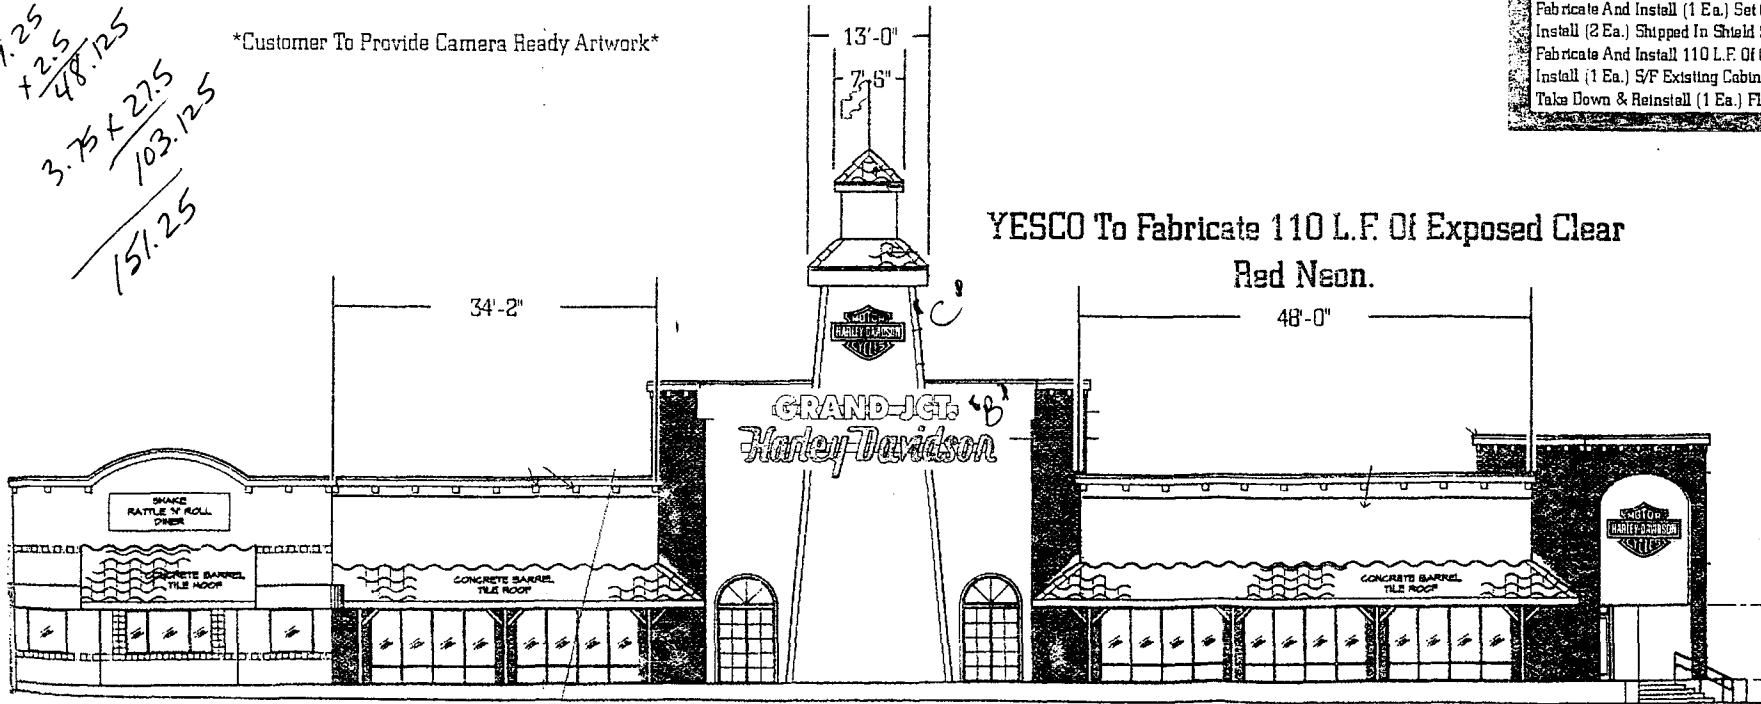 .25
+ 2.5
48.125
3.75 x 27.5
103.125
151.25
*Customer To Provide Camera Ready Artwork*
13'-0"
7'-6"
Fabricate And Install (1 Ea.) Set
Install (2 Ea.) Shipped In Shield
Fabricate And Install 110 L.F. Of
Install (1 Ea.) S/F Existing Cabin
Take Down & Reinstall (1 Ea.) Fl
YESCO To Fabricate 110 L.F. Of Exposed Clear
Red Neon.
34'-2"
48'-0"
"C"
MOTOR
HARLEY-DAVIDSON
CYCLES
GRAND JCT.
"B"
Harley-Davidson
SHAKE
RATTLE 'N' ROLL
DINER
MOTOR
HARLEY-DAVIDSON
CYCLES
CONCRETE BARREL
TILE ROOF
CONCRETE BARREL
TILE ROOF
CONCRETE BARREL
TILE ROOF